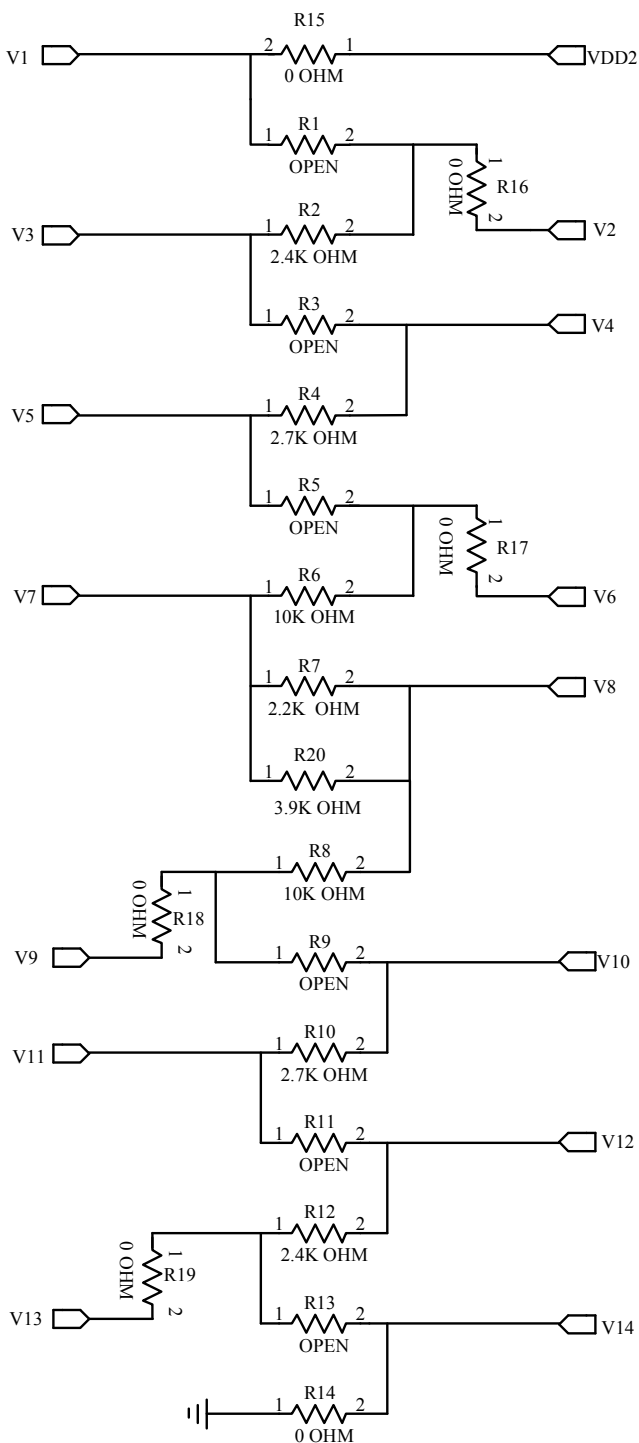 R15
V1 2 1 VDD2
0 OHM
R1
1 2
OPEN
1
0 OHM R16
2
R2
V3 1 2 V2
2.4K OHM
R3
1 2 V4
OPEN
R4
V5 1 2
2.7K OHM
R5
1 2
OPEN
1
0 OHM R17
2
R6
V7 1 2 V6
10K OHM
R7
1 2 V8
2.2K OHM
R20
1 2
3.9K OHM
R8
1 2
10K OHM
1
0 OHM R18
2
R9
V9 1 2 V10
OPEN
R10
V11 1 2
2.7K OHM
R11
1 2 V12
OPEN
R12
1 2
2.4K OHM
1
0 OHM R19
2
R13
V13 1 2 V14
OPEN
R14
1 2
0 OHM